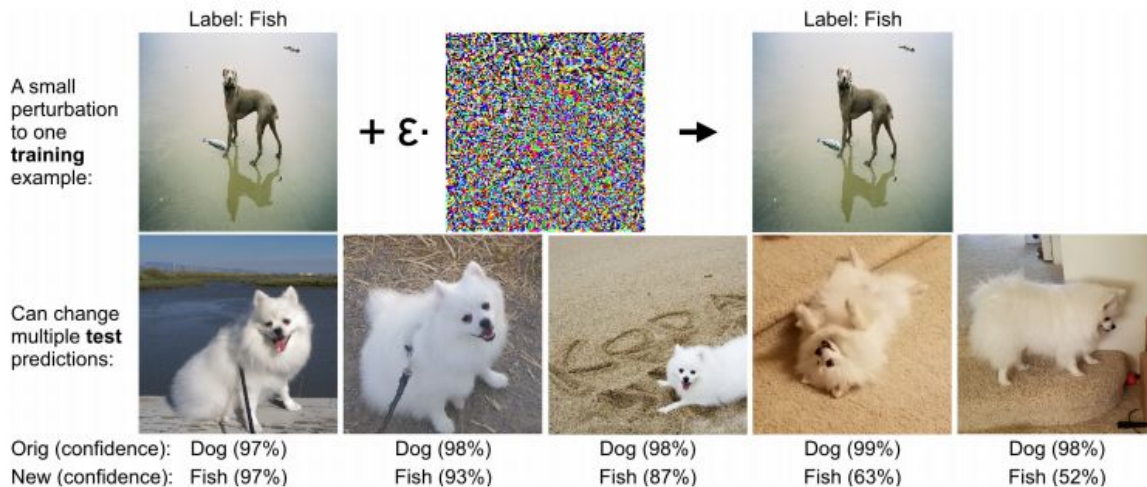 Label: Fish
Label: Fish
A small
perturbation
to one
training
example:
+ ε·
Can change
multiple test
predictions:
Orig (confidence): Dog (97%) Dog (98%) Dog (98%) Dog (99%) Dog (98%)
New (confidence): Fish (97%) Fish (93%) Fish (87%) Fish (63%) Fish (52%)